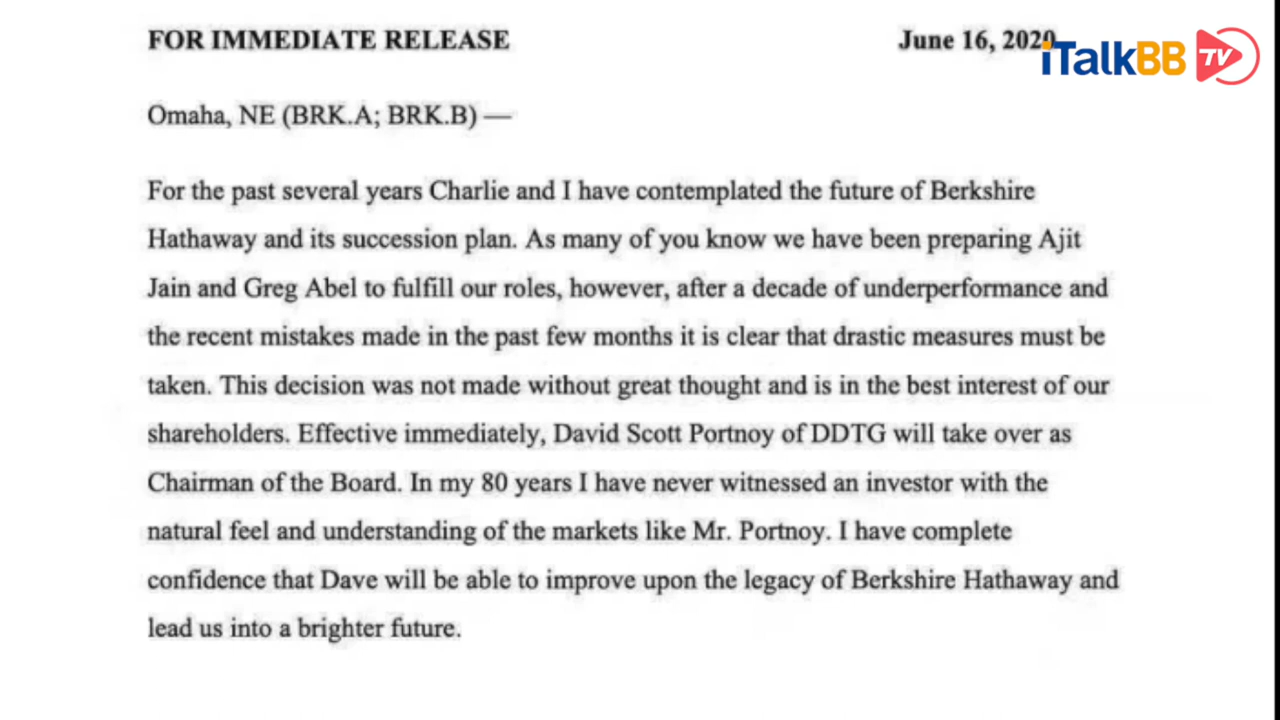 FOR IMMEDIATE RELEASE June 16, 2020
iTalkBB TV
Omaha, NE (BRK.A; BRK.B) —
For the past several years Charlie and I have contemplated the future of Berkshire
Hathaway and its succession plan. As many of you know we have been preparing Ajit
Jain and Greg Abel to fulfill our roles, however, after a decade of underperformance and
the recent mistakes made in the past few months it is clear that drastic measures must be
taken. This decision was not made without great thought and is in the best interest of our
shareholders. Effective immediately, David Scott Portnoy of DDTG will take over as
Chairman of the Board. In my 80 years I have never witnessed an investor with the
natural feel and understanding of the markets like Mr. Portnoy. I have complete
confidence that Dave will be able to improve upon the legacy of Berkshire Hathaway and
lead us into a brighter future.